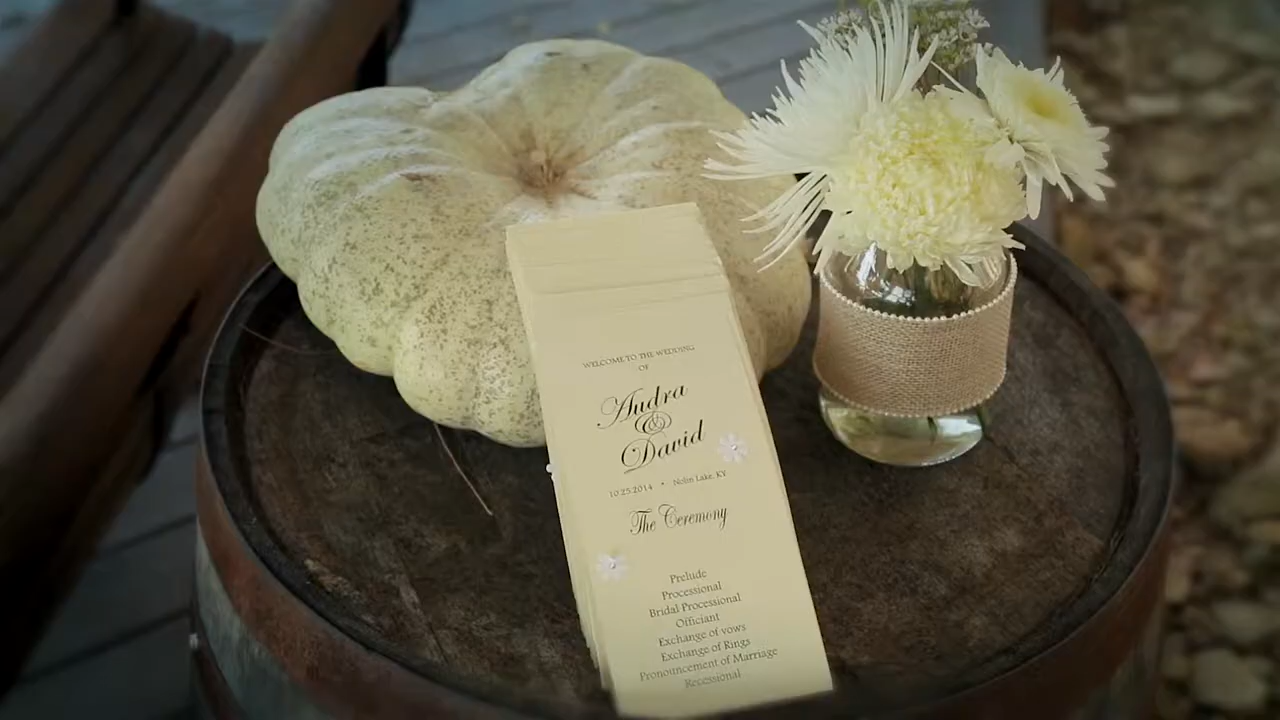 WELCOME TO THE WEDDING
OF
Audra
&
David
10.25.2014 • Nolin Lake, KY
The Ceremony
Prelude
Processional
Bridal Processional
Officiant
Exchange of vows
Exchange of Rings
Pronouncement of Marriage
Recessional